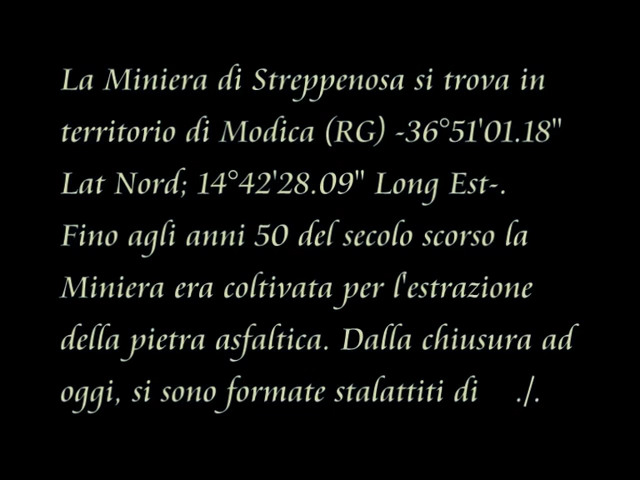 La Miniera di Streppenosa si trova in
territorio di Modica (RG) -36°51'01.18"
Lat Nord; 14°42'28.09" Long Est-.
Fino agli anni 50 del secolo scorso la
Miniera era coltivata per l'estrazione
della pietra asfaltica. Dalla chiusura ad
oggi, si sono formate stalattiti di ./.